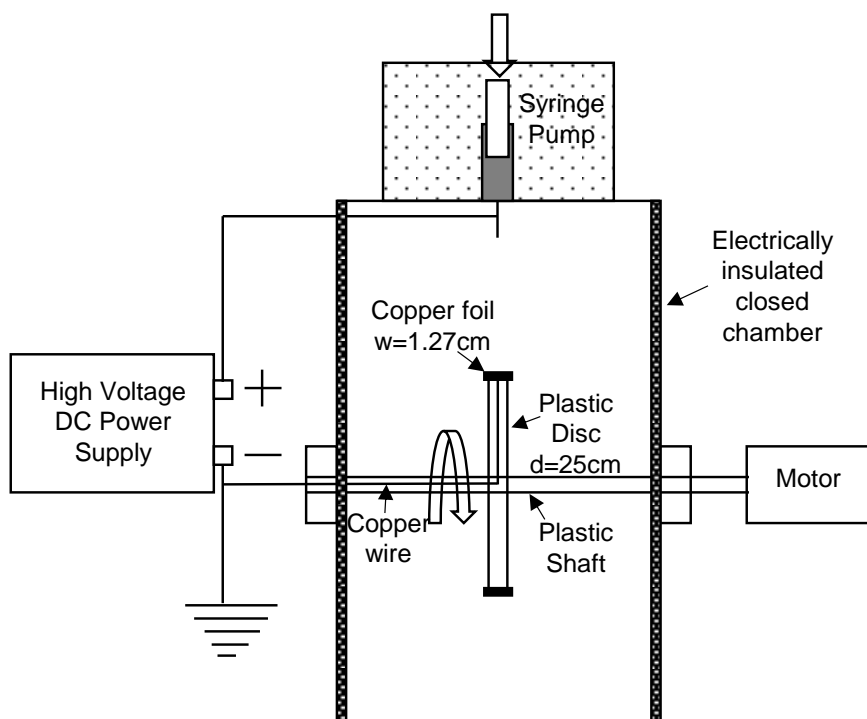 Syringe
Pump
Electrically
insulated
closed
chamber
Copper foil
w=1.27cm
High Voltage
DC Power
Supply
+
−
Plastic
Disc
d=25cm
Motor
Copper
wire
Plastic
Shaft